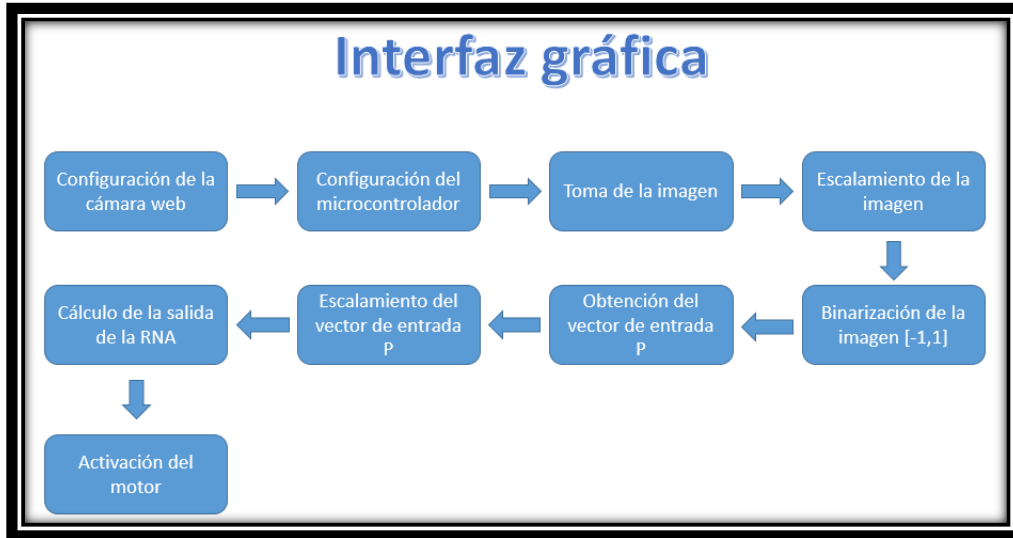 Interfaz gráfica
Configuración de la
cámara web
Configuración del
microcontrolador
Toma de la imagen
Escalamiento de la
imagen
Binarización de la
imagen [-1,1]
Obtención del
vector de entrada
P
Escalamiento del
vector de entrada
P
Cálculo de la salida
de la RNA
Activación del
motor